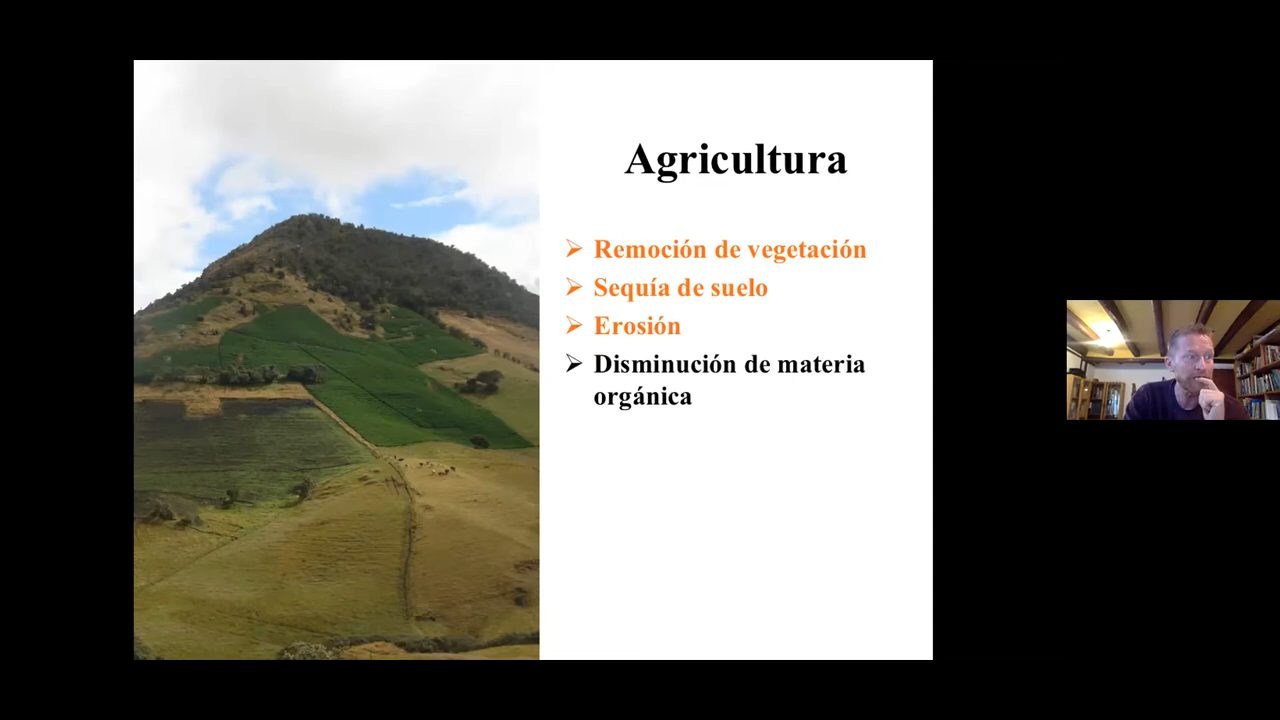 Agricultura
Remoción de vegetación
Sequía de suelo
Erosión
Disminución de materia
orgánica